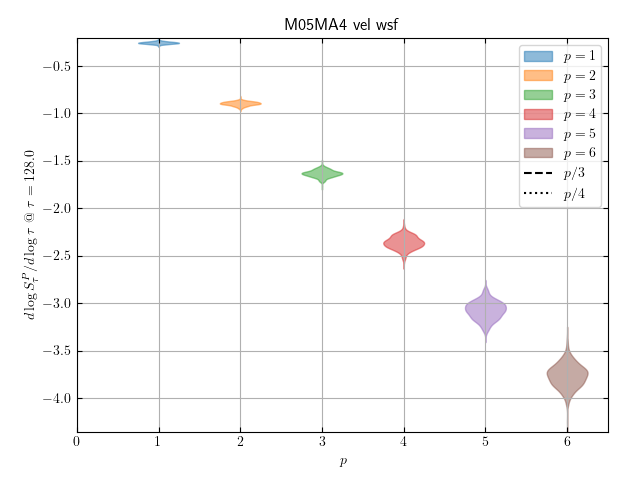 M05MA4 vel wsf
d log S_τ^P / d log τ @ τ = 128.0
−0.5
−1.0
−1.5
−2.0
−2.5
−3.0
−3.5
−4.0
p = 1
p = 2
p = 3
p = 4
p = 5
p = 6
p/3
p/4
0 1 2 3 4 5 6
p